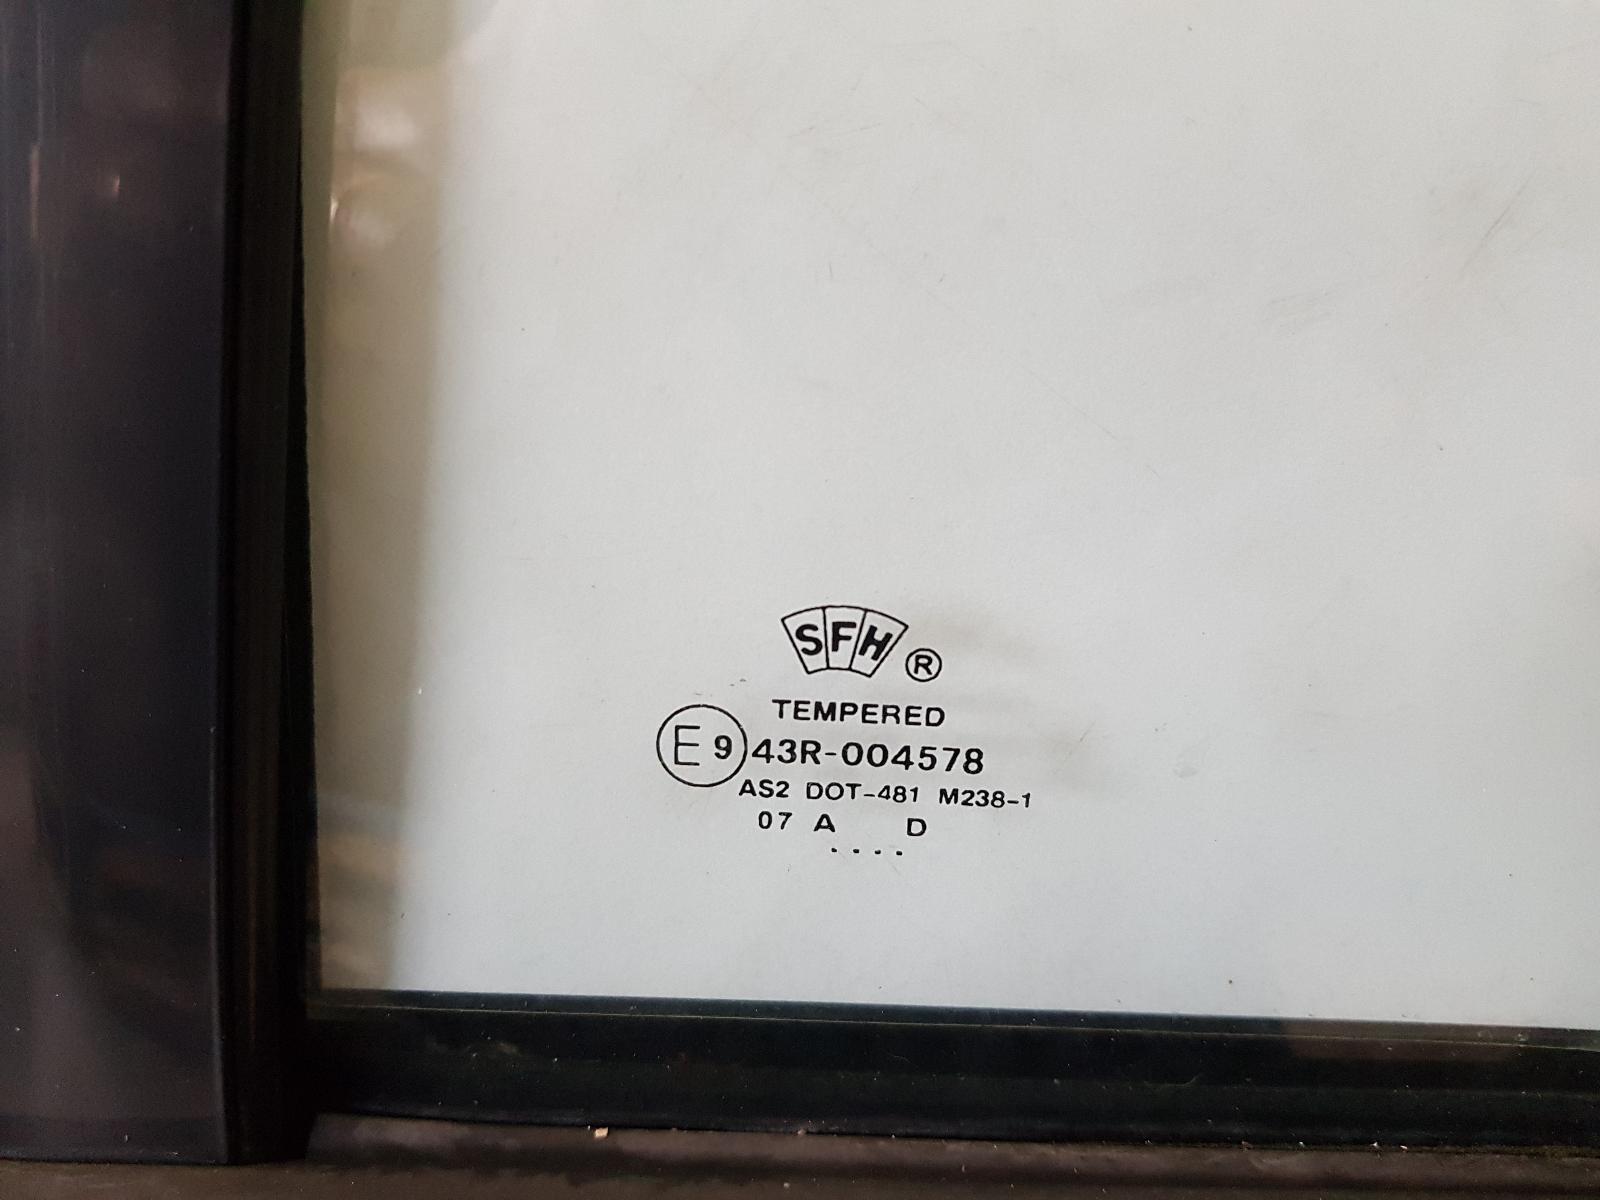 SFH ®
TEMPERED
E 9 43R-004578
AS2 DOT-481 M238-1
07 A D
. . . .